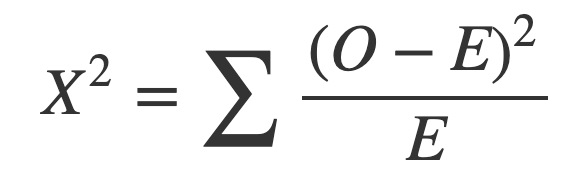 X² = ∑ (O − E)² / E